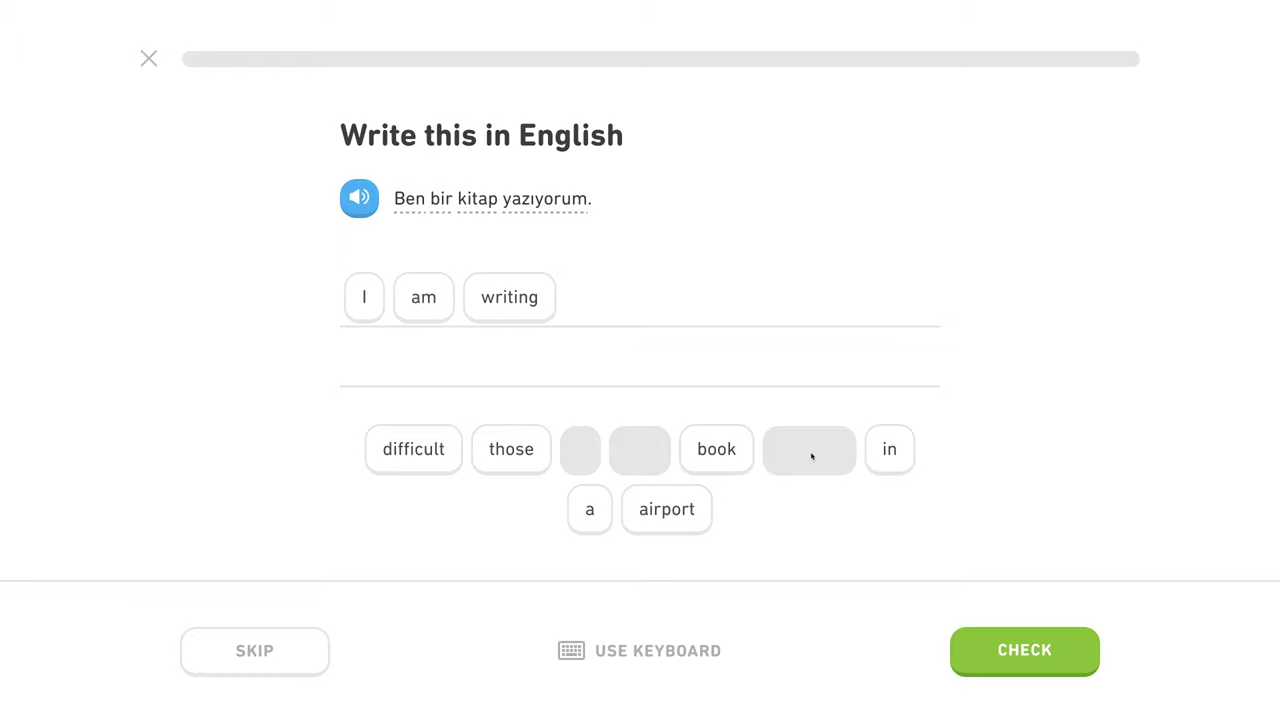 Write this in English
Ben bir kitap yazıyorum.
I am writing
difficult those book in
a airport
SKIP USE KEYBOARD CHECK